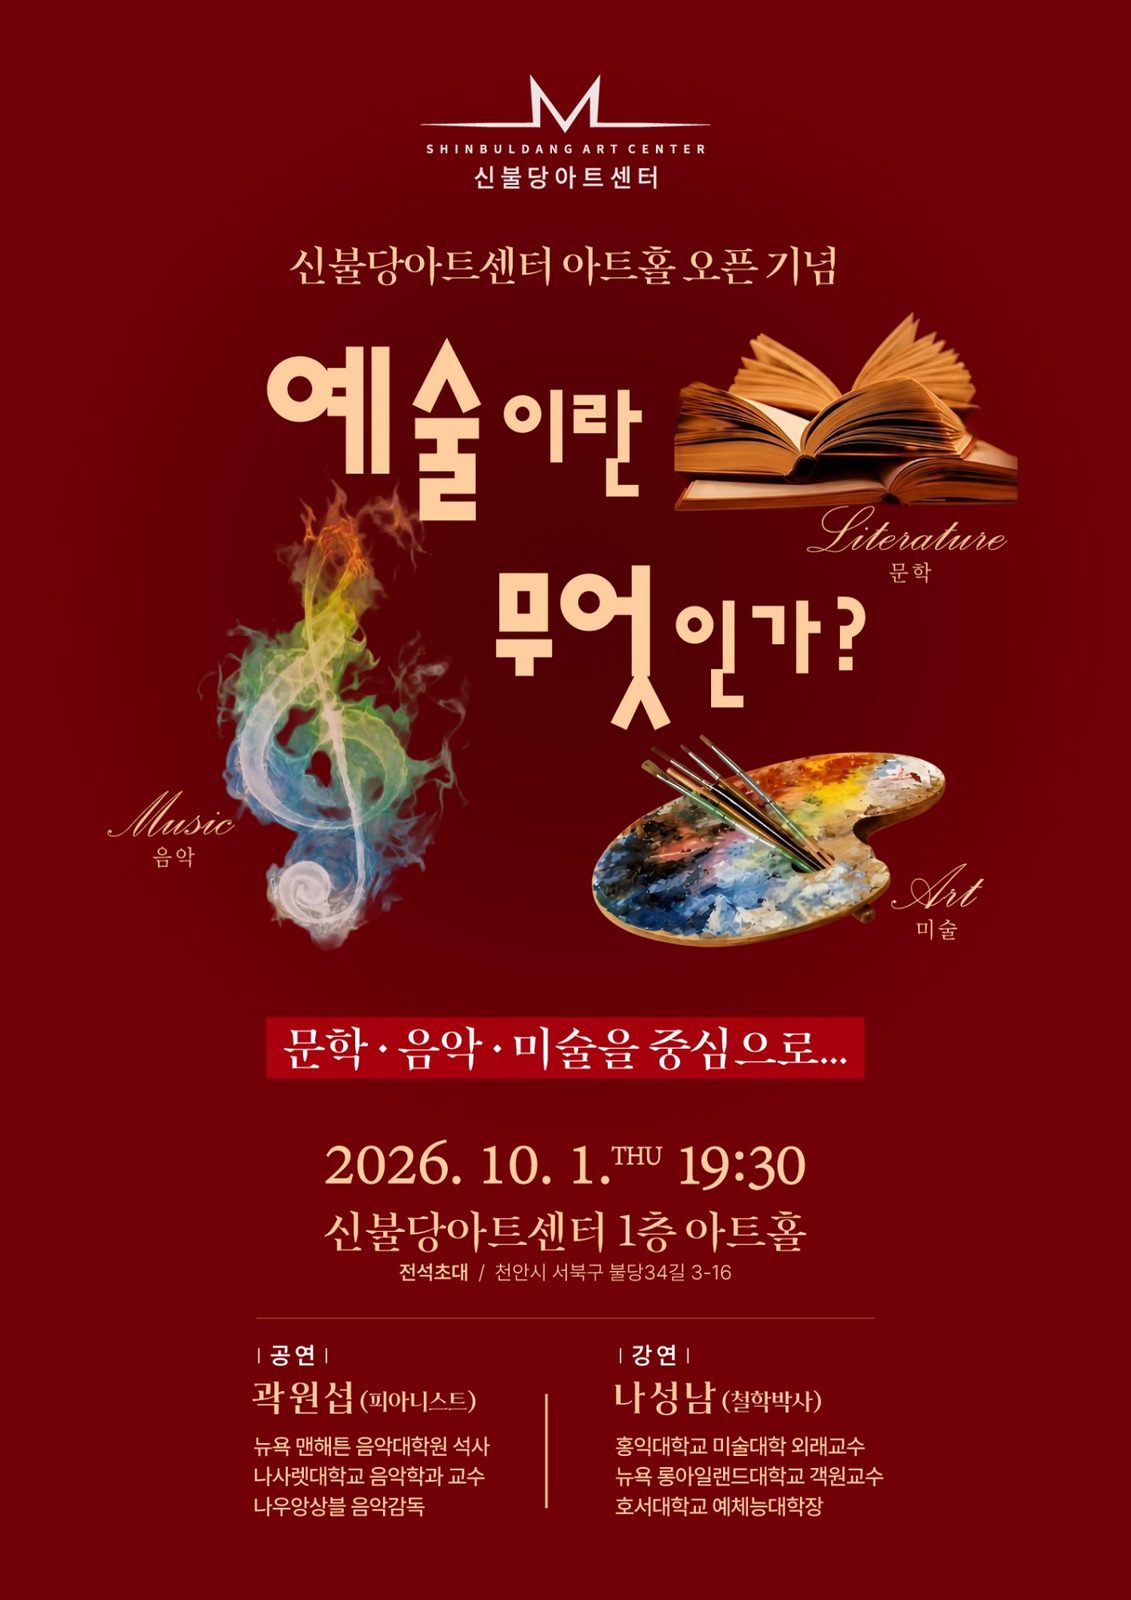 SHINBULDANG ART CENTER
신불당아트센터
신불당아트센터 아트홀 오픈 기념
예술이란
Literature
문학
무엇인가?
Music
음악
Art
미술
문학·음악·미술을 중심으로...
2026. 10. 1.THU 19:30
신불당아트센터 1층 아트홀
전석초대 / 천안시 서북구 불당34길 3-16
| 공연 |
곽원섭 (피아니스트)
뉴욕 맨해튼 음악대학원 석사
나사렛대학교 음악학과 교수
나우앙상블 음악감독
| 강연 |
나성남 (철학박사)
홍익대학교 미술대학 외래교수
뉴욕 롱아일랜드대학교 객원교수
호서대학교 예체능대학장